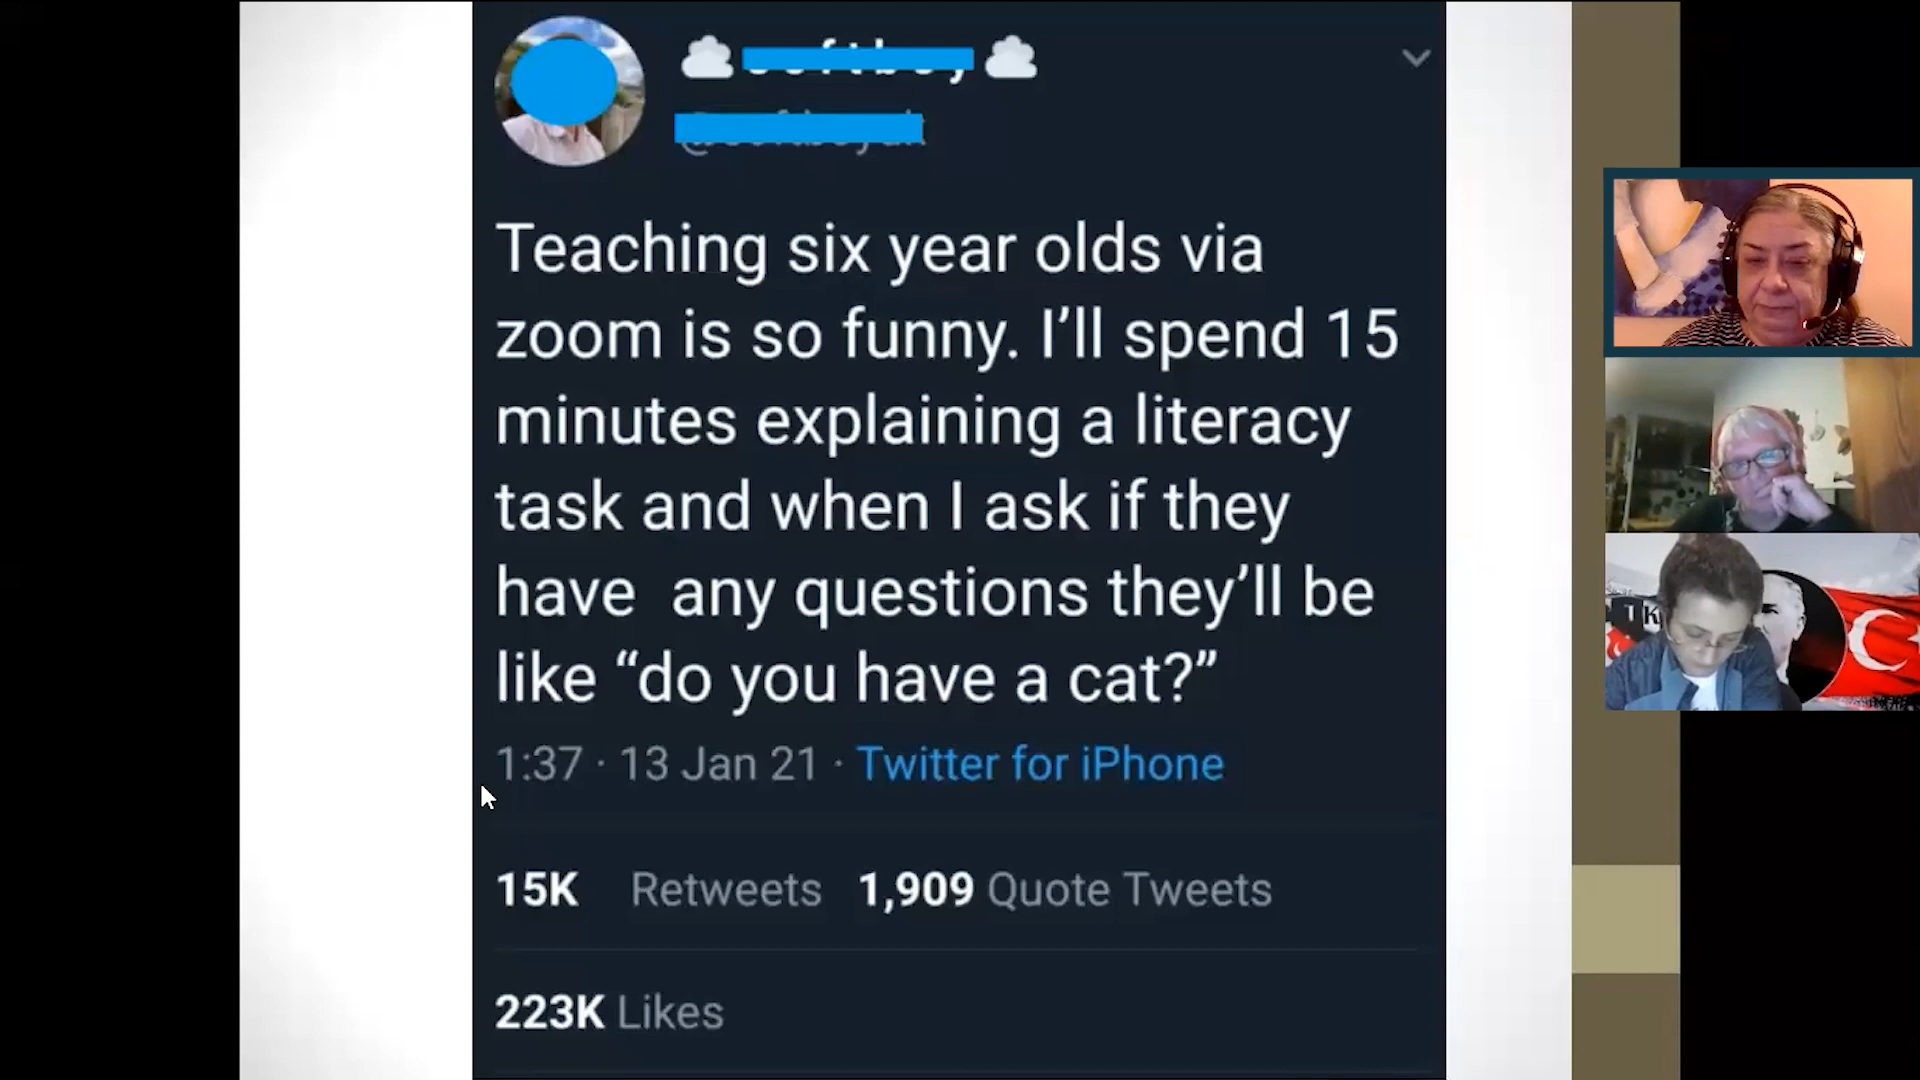 Teaching six year olds via
zoom is so funny. I’ll spend 15
minutes explaining a literacy
task and when I ask if they
have  any questions they’ll be
like “do you have a cat?”
1:37 · 13 Jan 21 · Twitter for iPhone
15K Retweets 1,909 Quote Tweets
223K Likes